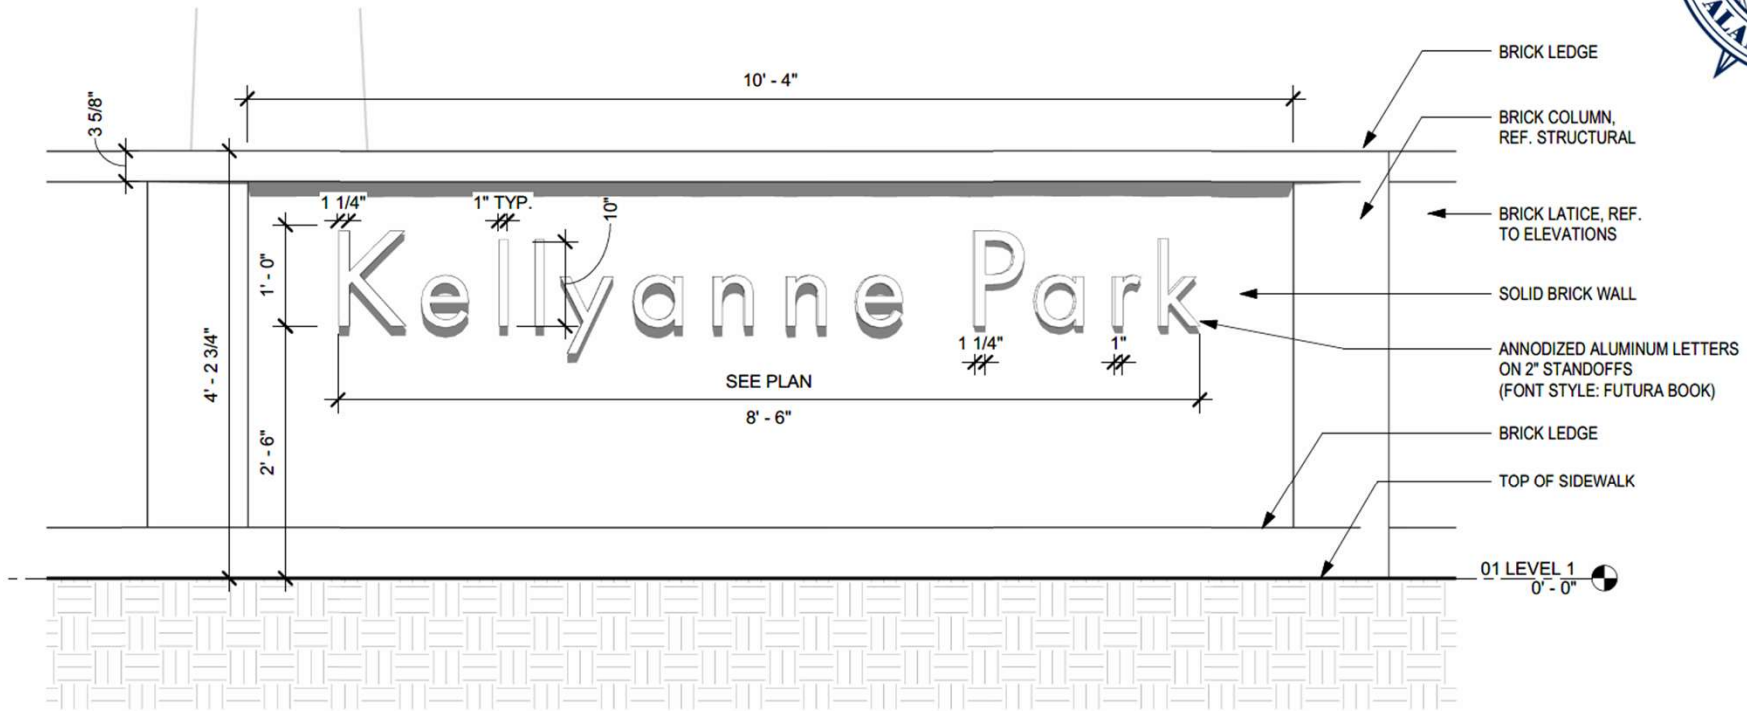 BRICK LEDGE
10' - 4"
3 5/8"
BRICK COLUMN,
REF. STRUCTURAL
1 1/4"
1" TYP.
10"
BRICK LATICE, REF.
TO ELEVATIONS
Kellyanne Park
1' - 0"
SOLID BRICK WALL
4' - 2 3/4"
1 1/4"
1"
ANNODIZED ALUMINUM LETTERS
ON 2" STANDOFFS
(FONT STYLE: FUTURA BOOK)
SEE PLAN
8' - 6"
2' - 6"
BRICK LEDGE
TOP OF SIDEWALK
01 LEVEL 1
0' - 0"